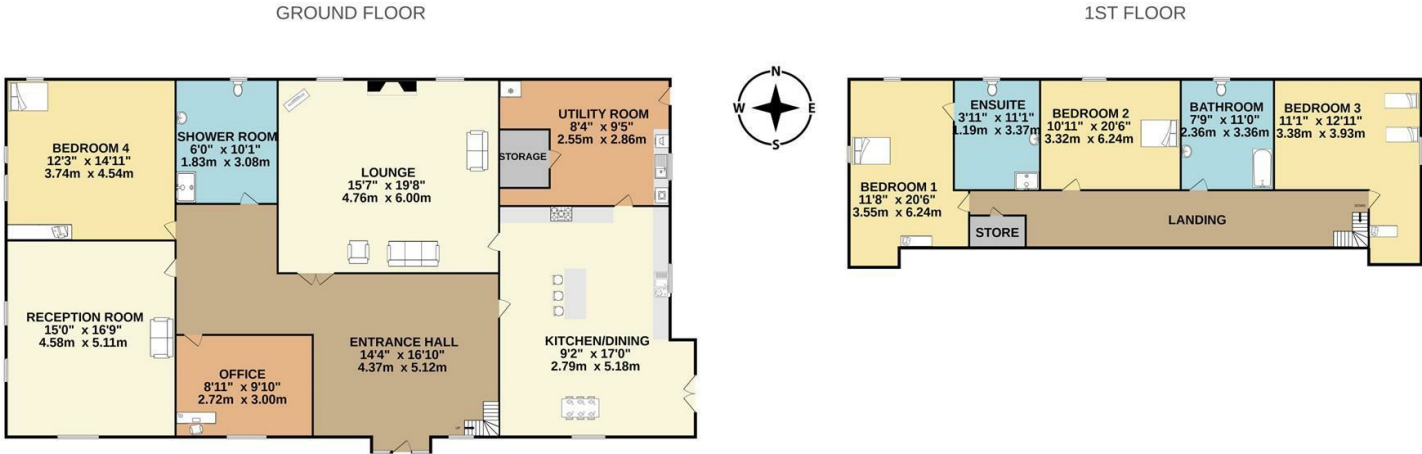 GROUND FLOOR
BEDROOM 4
12'3" x 14'11"
3.74m x 4.54m
SHOWER ROOM
6'0" x 10'1"
1.83m x 3.08m
LOUNGE
15'7" x 19'8"
4.76m x 6.00m
UTILITY ROOM
8'4" x 9'5"
2.55m x 2.86m
STORAGE
RECEPTION ROOM
15'0" x 16'9"
4.58m x 5.11m
OFFICE
8'11" x 9'10"
2.72m x 3.00m
ENTRANCE HALL
14'4" x 16'10"
4.37m x 5.12m
UP
KITCHEN/DINING
9'2" x 17'0"
2.79m x 5.18m
N
W
E
S
1ST FLOOR
BEDROOM 1
11'8" x 20'6"
3.55m x 6.24m
ENSUITE
3'11" x 11'1"
1.19m x 3.37m
BEDROOM 2
10'11" x 20'6"
3.32m x 6.24m
BATHROOM
7'9" x 11'0"
2.36m x 3.36m
BEDROOM 3
11'1" x 12'11"
3.38m x 3.93m
STORE
LANDING
DOWN